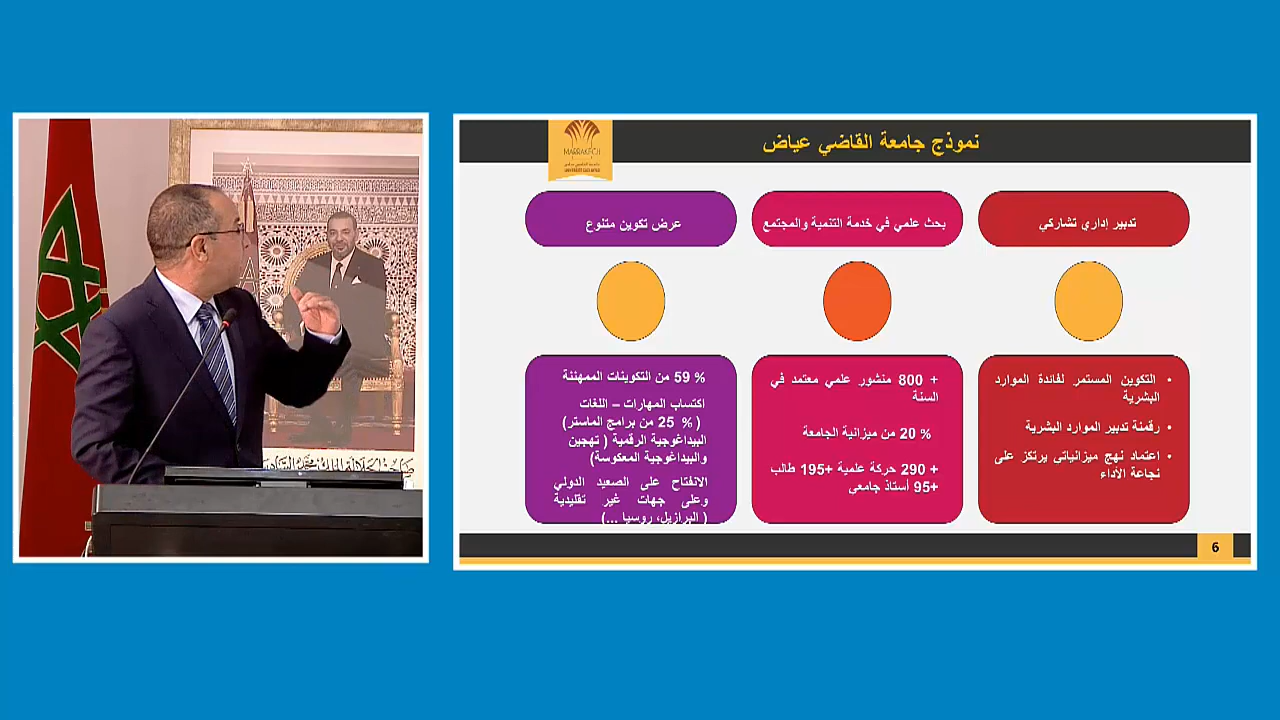 نموذج جامعة القاضي عياض
MARRAKECH
تدبير إداري تشاركي
بحث علمي في خدمة التنمية والمجتمع
عرض تكوين متنوع
• التكوين المستمر لفائدة الموارد
البشرية
• رقمنة تدبير الموارد البشرية
• اعتماد نهج ميزانياتي يرتكز على
نجاعة الأداء
+ 800 منشور علمي معتمد في
السنة
% 20 من ميزانية الجامعة
+ 290 حركة علمية +195 طالب
+95 أستاذ جامعي
% 59 من التكوينات الممهننة
اكتساب المهارات – اللغات
( % 25 من برامج الماستر)
البيداغوجية الرقمية ( تهجين
والبيداغوجية المعكوسة)
الانفتاح على الصعيد الدولي
وعلى جهات غير تقليدية
( البرازيل، روسيا ...)
6